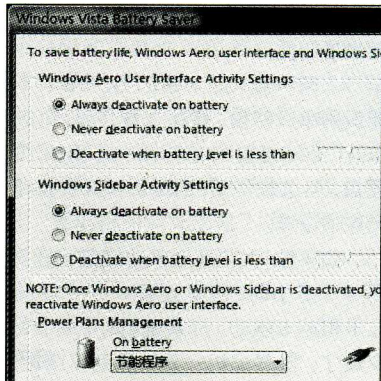 Windows Vista Battery Saver
To save battery life, Windows Aero user interface and Windows Si
Windows Aero User Interface Activity Settings
Always deactivate on battery
Never deactivate on battery
Deactivate when battery level is less than
Windows Sidebar Activity Settings
Always deactivate on battery
Never deactivate on battery
Deactivate when battery level is less than
NOTE: Once Windows Aero or Windows Sidebar is deactivated, yo
reactivate Windows Aero user interface.
Power Plans Management
On battery
节能程序